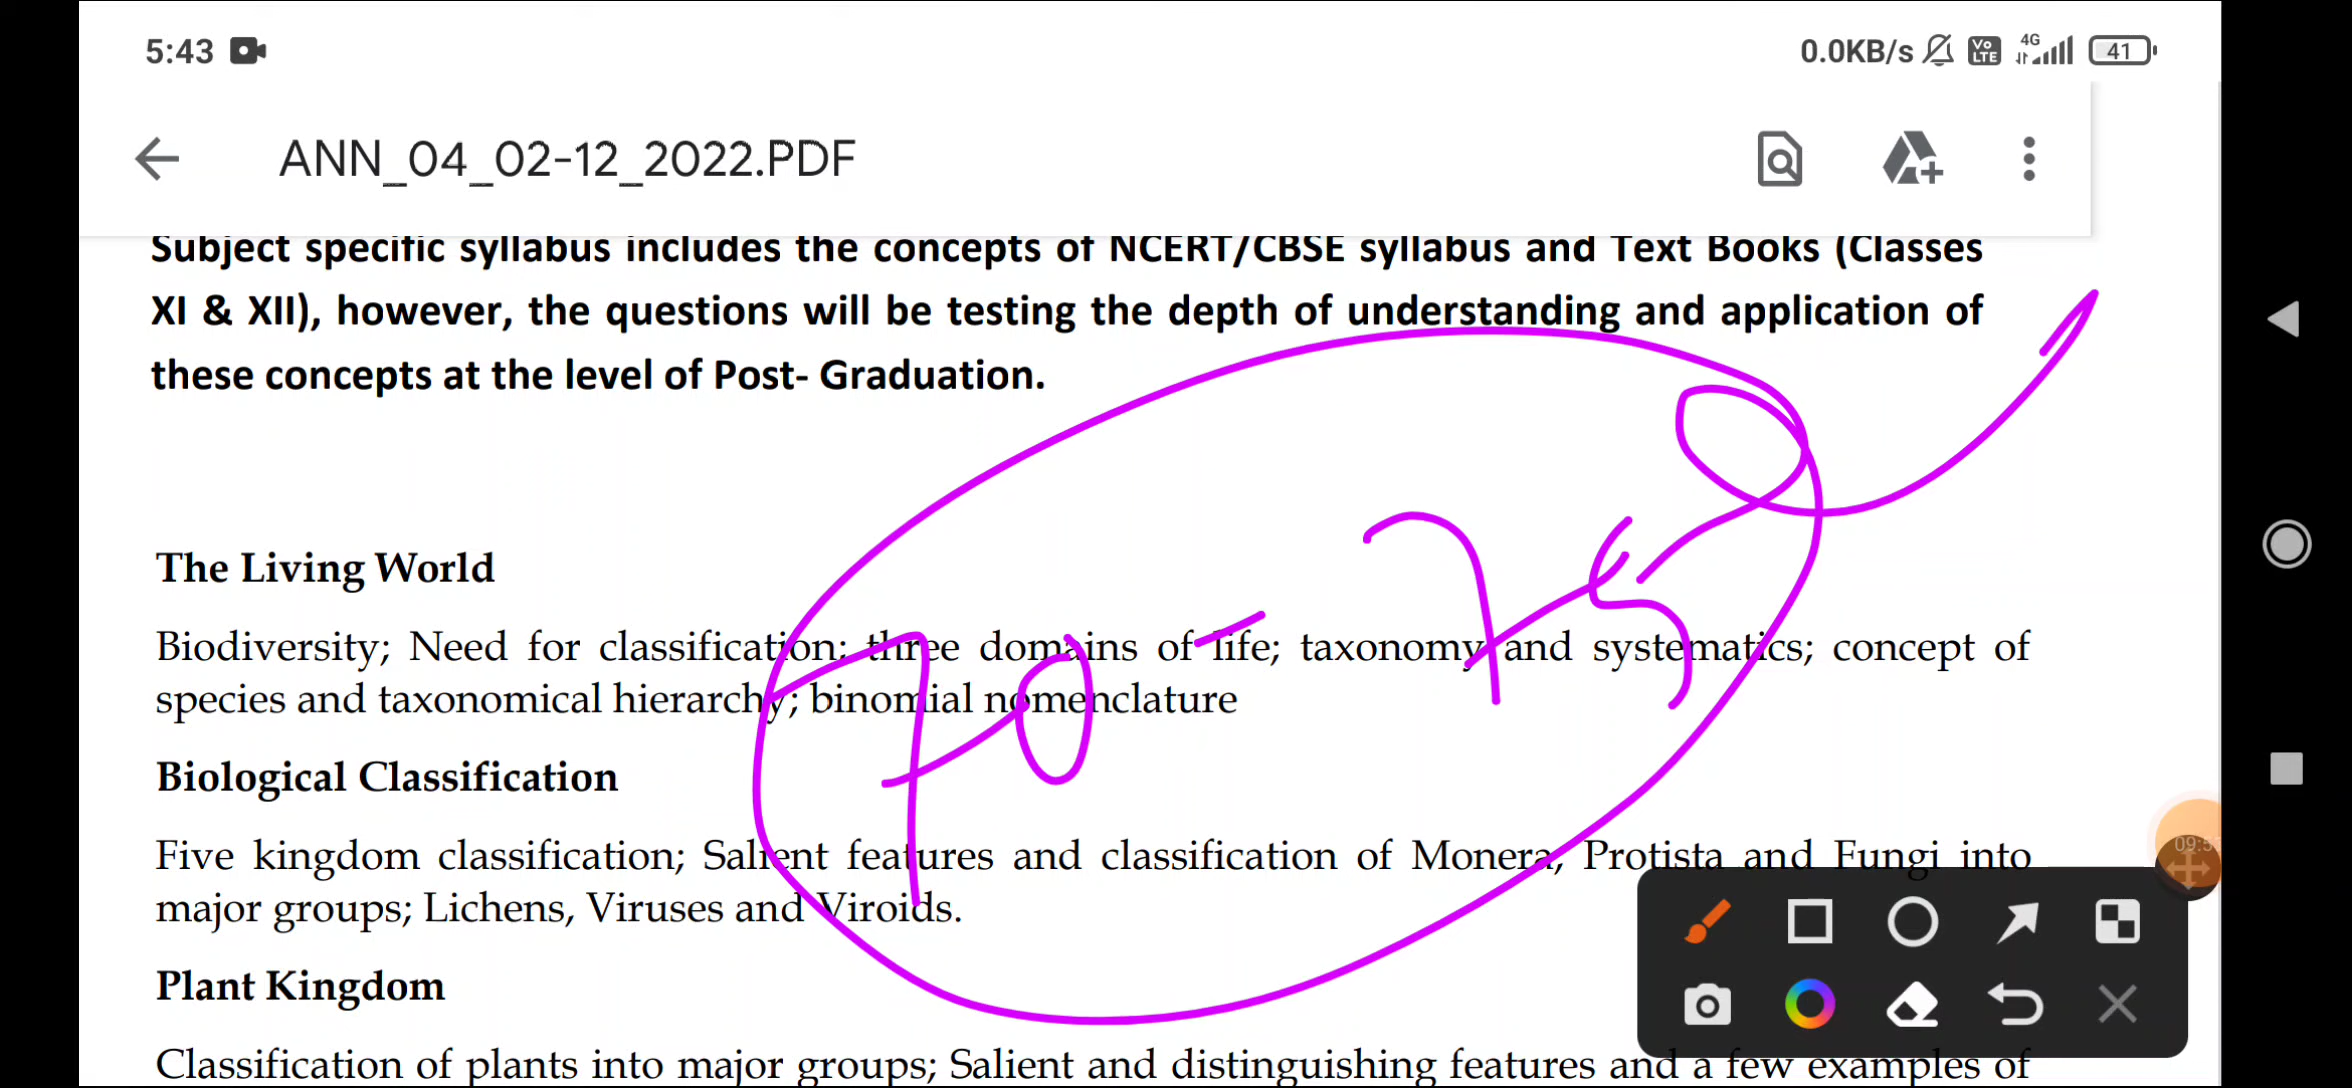 5:43 0.0KB/s Vo LTE 4G 41
ANN_04_02-12_2022.PDF
Subject specific syllabus includes the concepts of NCERT/CBSE syllabus and Text Books (Classes
XI & XII), however, the questions will be testing the depth of understanding and application of
these concepts at the level of Post- Graduation.
70 - 75
The Living World
Biodiversity; Need for classification; three domains of life; taxonomy and systematics; concept of
species and taxonomical hierarchy; binomial nomenclature
Biological Classification
Five kingdom classification; Salient features and classification of Monera, Protista and Fungi into
major groups; Lichens, Viruses and Viroids.
Plant Kingdom
Classification of plants into major groups; Salient and distinguishing features and a few examples of